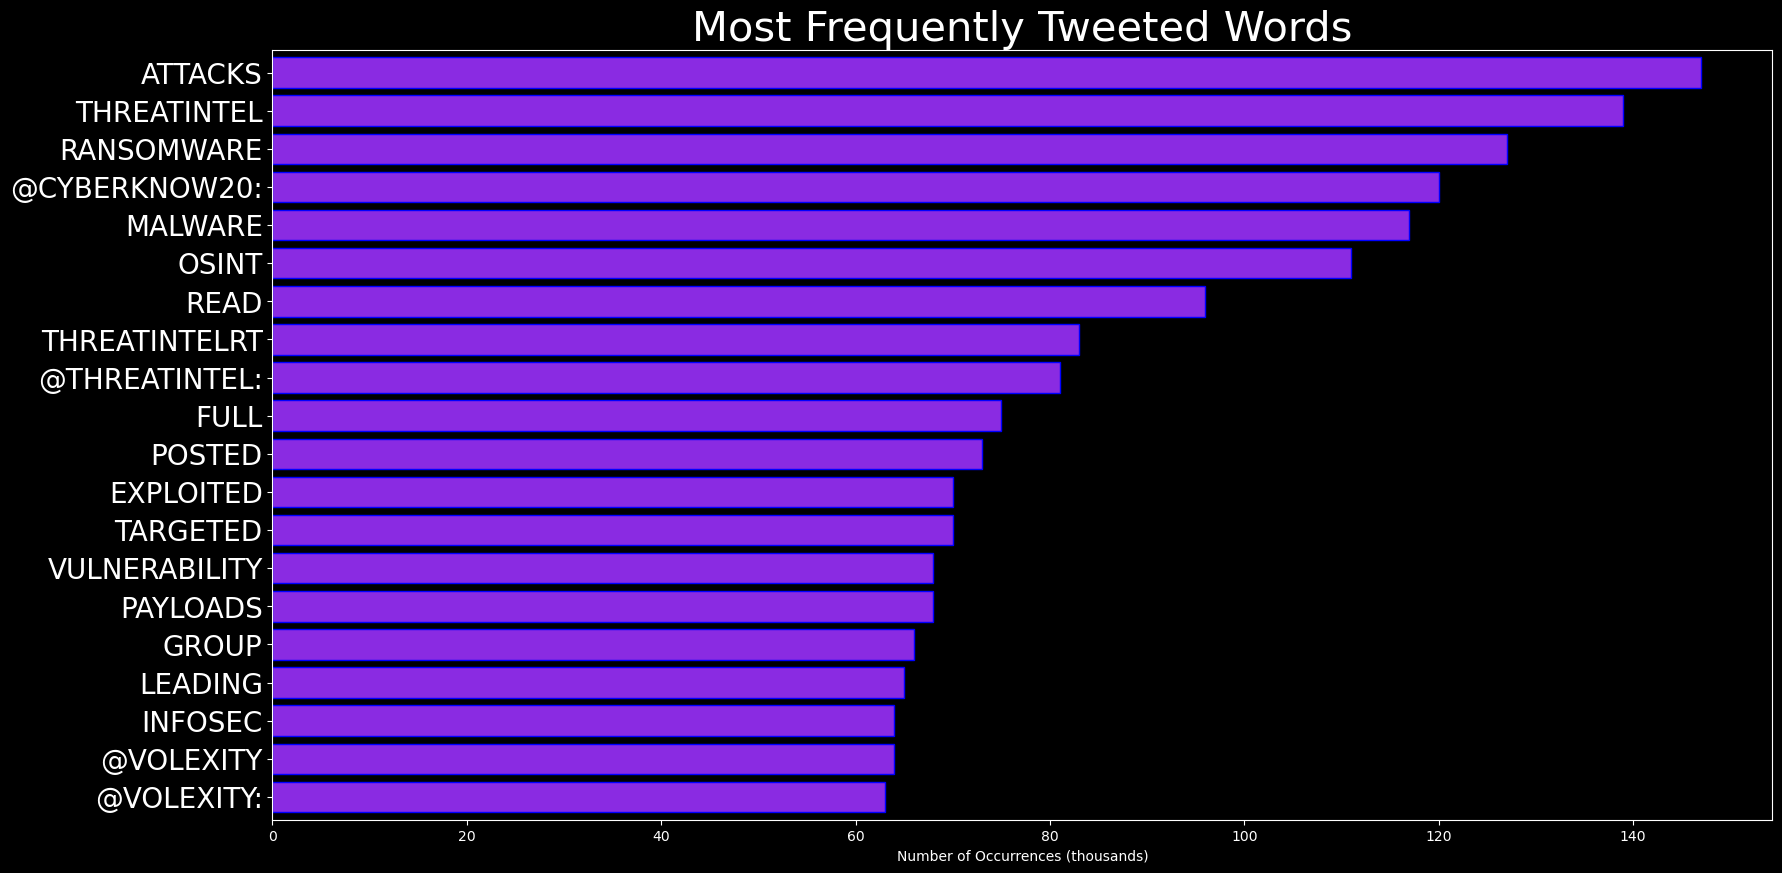 Most Frequently Tweeted Words
ATTACKS
THREATINTEL
RANSOMWARE
@CYBERKNOW20:
MALWARE
OSINT
READ
THREATINTELRT
@THREATINTEL:
FULL
POSTED
EXPLOITED
TARGETED
VULNERABILITY
PAYLOADS
GROUP
LEADING
INFOSEC
@VOLEXITY
@VOLEXITY:
0 20 40 60 80 100 120 140
Number of Occurrences (thousands)